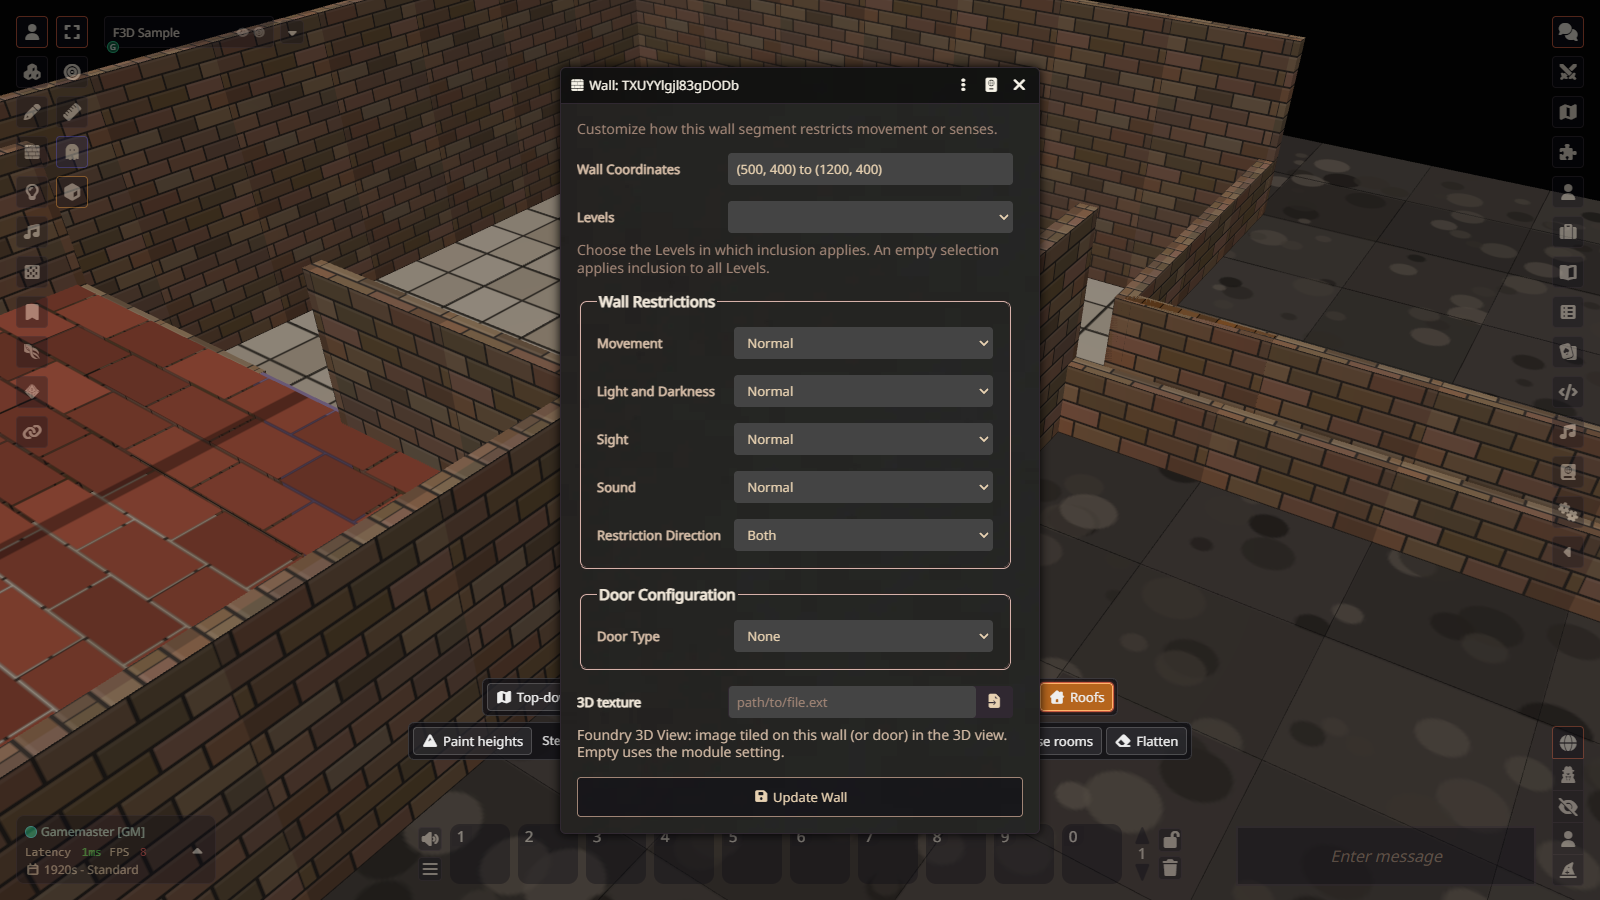 F3D Sample
G
Wall: TXUYYlgjl83gDODb
Customize how this wall segment restricts movement or senses.
Wall Coordinates
(500, 400) to (1200, 400)
Levels
Choose the Levels in which inclusion applies. An empty selection
applies inclusion to all Levels.
Wall Restrictions
Movement
Normal
Light and Darkness
Normal
Sight
Normal
Sound
Normal
Restriction Direction
Both
Door Configuration
Door Type
None
3D texture
path/to/file.ext
Foundry 3D View: image tiled on this wall (or door) in the 3D view.
Empty uses the module setting.
Update Wall
Roofs
Paint heights
rooms
Flatten
Gamemaster [GM]
Latency 1ms FPS 8
1920s - Standard
1 2 3 4 5 6 7 8 9 0
1
Enter message